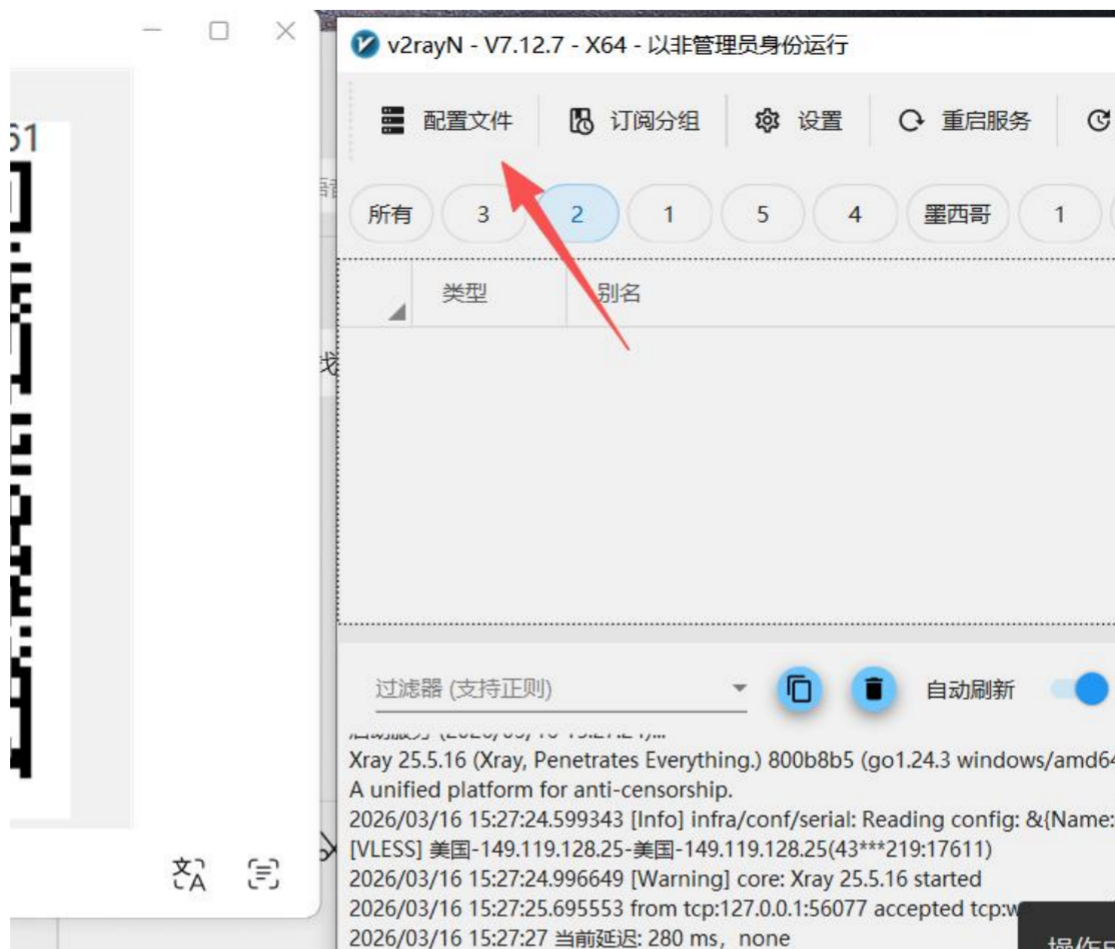 61
v2rayN - V7.12.7 - X64 - 以非管理员身份运行
配置文件 订阅分组 设置 重启服务
所有 3 2 1 5 4 墨西哥 1
类型 别名
找
过滤器 (支持正则) 自动刷新
Xray 25.5.16 (Xray, Penetrates Everything.) 800b8b5 (go1.24.3 windows/amd64
A unified platform for anti-censorship.
2026/03/16 15:27:24.599343 [Info] infra/conf/serial: Reading config: &{Name:
[VLESS] 美国-149.119.128.25-美国-149.119.128.25(43***219:17611)
2026/03/16 15:27:24.996649 [Warning] core: Xray 25.5.16 started
2026/03/16 15:27:25.695553 from tcp:127.0.0.1:56077 accepted tcp:w
2026/03/16 15:27:27 当前延迟: 280 ms，none
操作